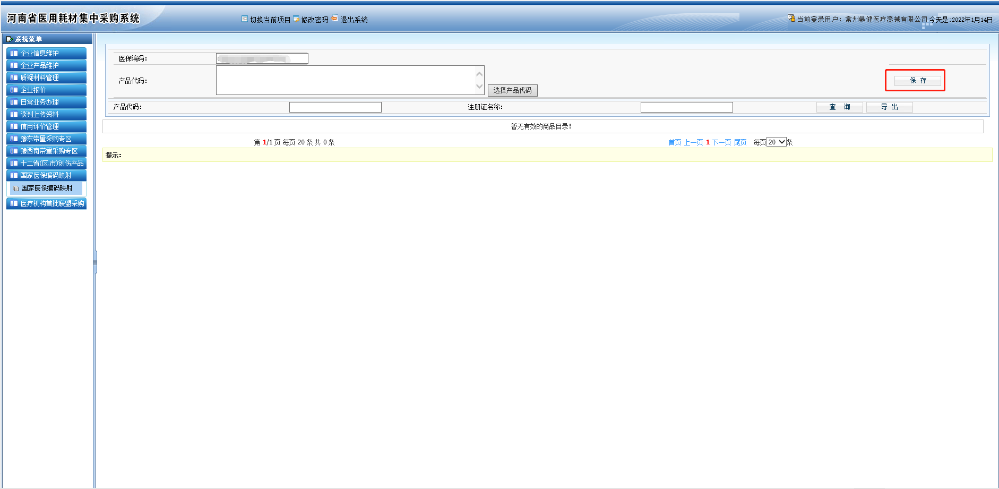 河南省医用耗材集中采购系统
切换当前项目 修改密码 退出系统
当前登录用户：常州鼎健医疗器械有限公司 今天是:2022年1月14日
系统菜单
企业信息维护
企业产品维护
质疑材料管理
企业报价
日常业务办理
谈判上传资料
信用评价管理
豫东带量采购专区
豫西南带量采购专区
十二省(区,市)创伤产品
国家医保编码映射
国家医保编码映射
医疗机构首批联盟采购
医保编码：
产品代码：
选择产品代码
保 存
产品代码：
注册证名称：
查 询
导 出
暂无有效的商品目录！
第 1/1 页 每页 20 条 共 0 条
首页 上一页 1 下一页 尾页 每页 20 条
提示：